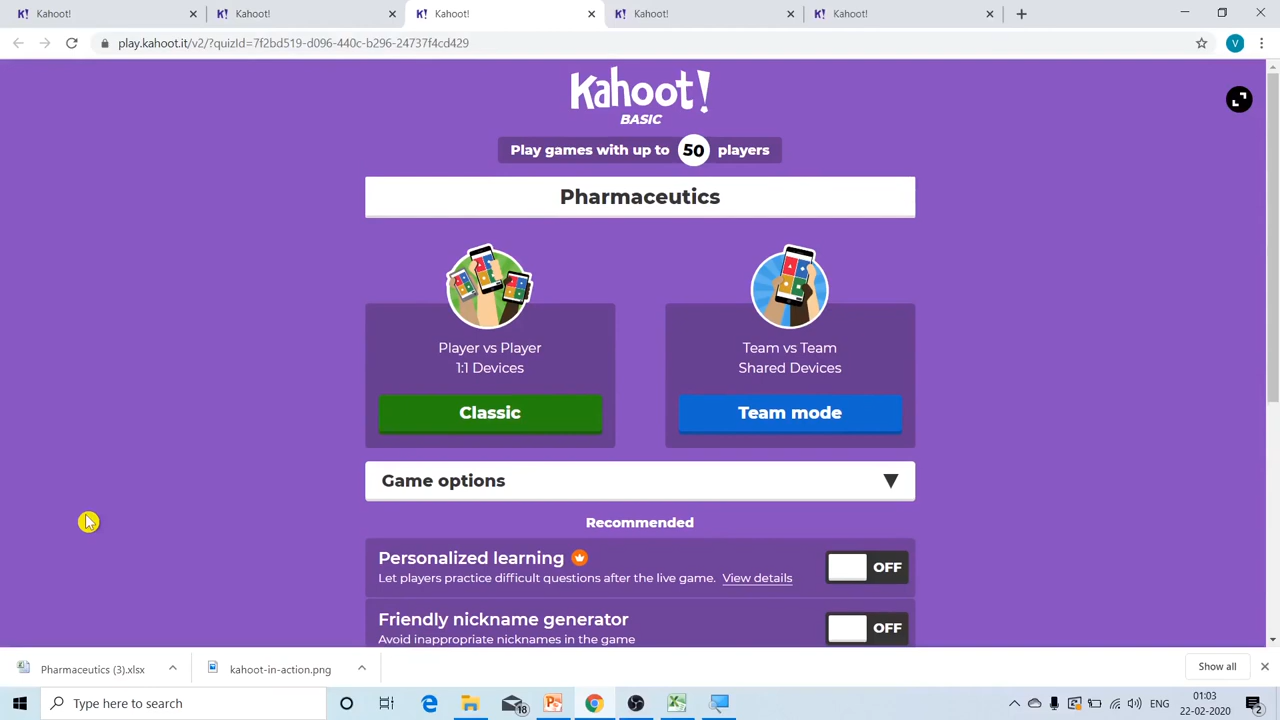 Kahoot!
Kahoot!
Kahoot!
Kahoot!
Kahoot!
play.kahoot.it/v2/?quizId=7f2bd519-d096-440c-b296-24737f4cd429
V
Kahoot!
BASIC
Play games with up to 50 players
Pharmaceutics
Player vs Player
1:1 Devices
Classic
Team vs Team
Shared Devices
Team mode
Game options
Recommended
Personalized learning
Let players practice difficult questions after the live game. View details
OFF
Friendly nickname generator
Avoid inappropriate nicknames in the game
OFF
Pharmaceutics (3).xlsx
kahoot-in-action.png
Show all
Type here to search
18
ENG
01:03
22-02-2020
2